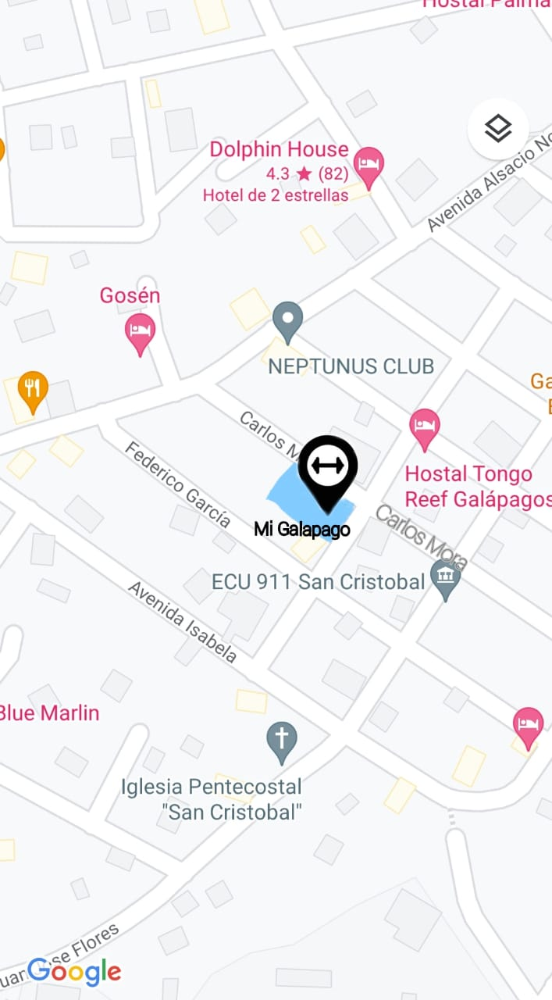 Hostal Palma
Dolphin House
4.3 ★ (82)
Hotel de 2 estrellas
Avenida Alsacio No
Gosén
NEPTUNUS CLUB
Ga
Carlos M
Federico García
Hostal Tongo
Reef Galápagos
Mi Galapago
Carlos Mora
ECU 911 San Cristobal
Avenida Isabela
Blue Marlin
Iglesia Pentecostal
"San Cristobal"
uan Jose Flores
Google